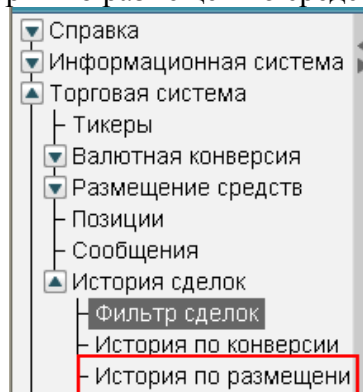 Справка
Информационная система
Торговая система
Тикеры
Валютная конверсия
Размещение средств
Позиции
Сообщения
История сделок
Фильтр сделок
История по конверсии
История по размещени